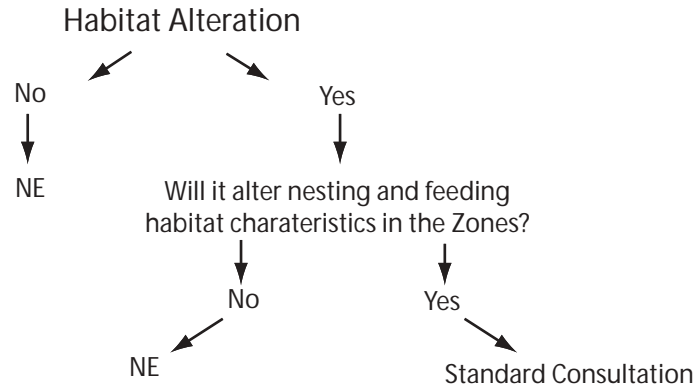 Habitat Alteration
No
Yes
NE
Will it alter nesting and feeding
habitat charateristics in the Zones?
No
Yes
NE
Standard Consultation